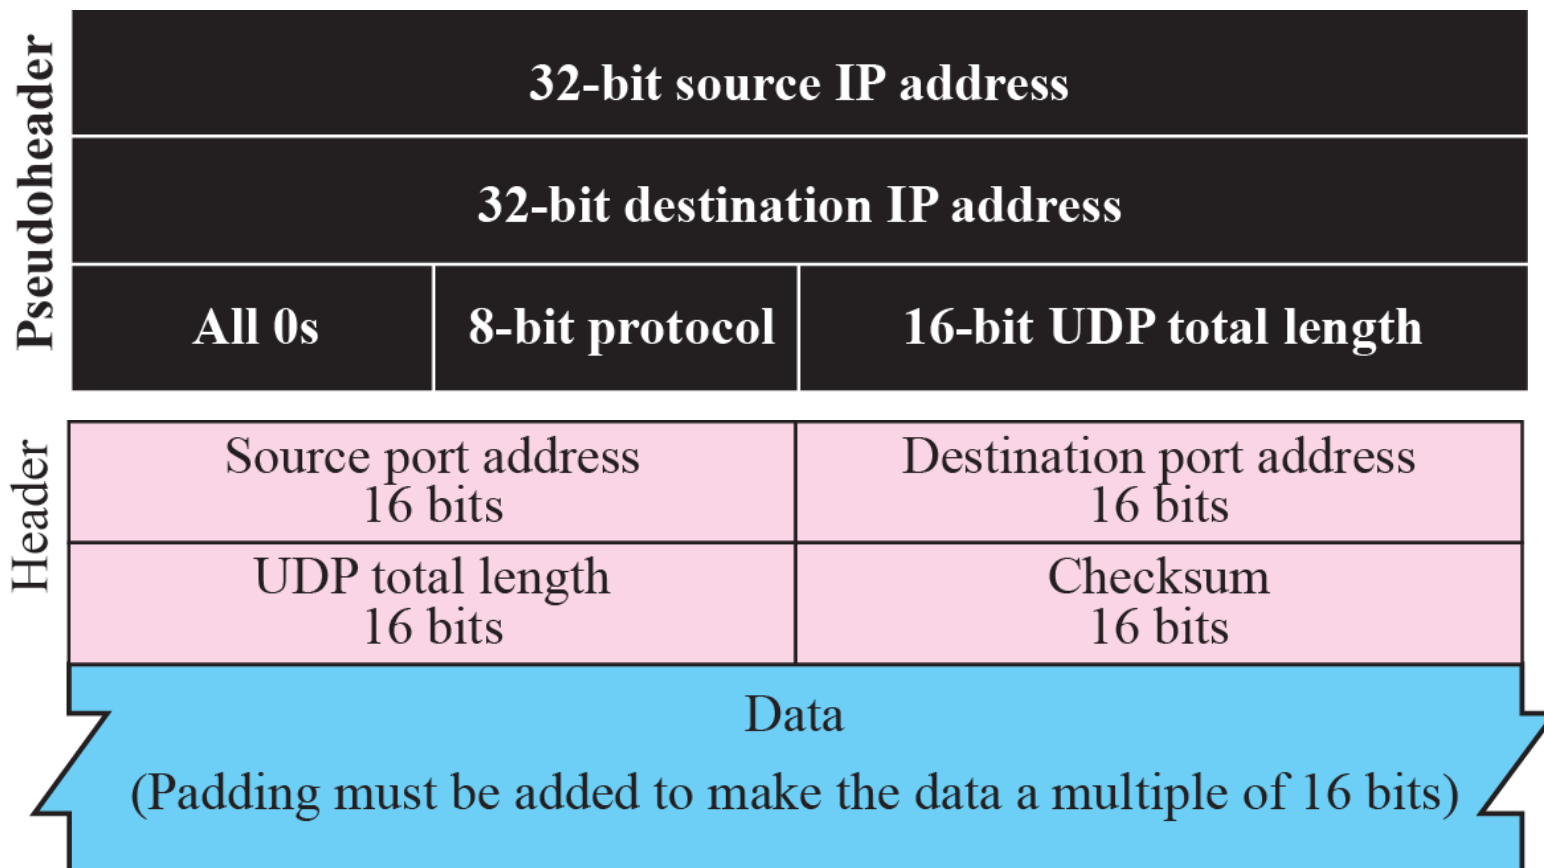 Pseudoheader
32-bit source IP address
32-bit destination IP address
All 0s
8-bit protocol
16-bit UDP total length
Header
Source port address
16 bits
Destination port address
16 bits
UDP total length
16 bits
Checksum
16 bits
Data
(Padding must be added to make the data a multiple of 16 bits)